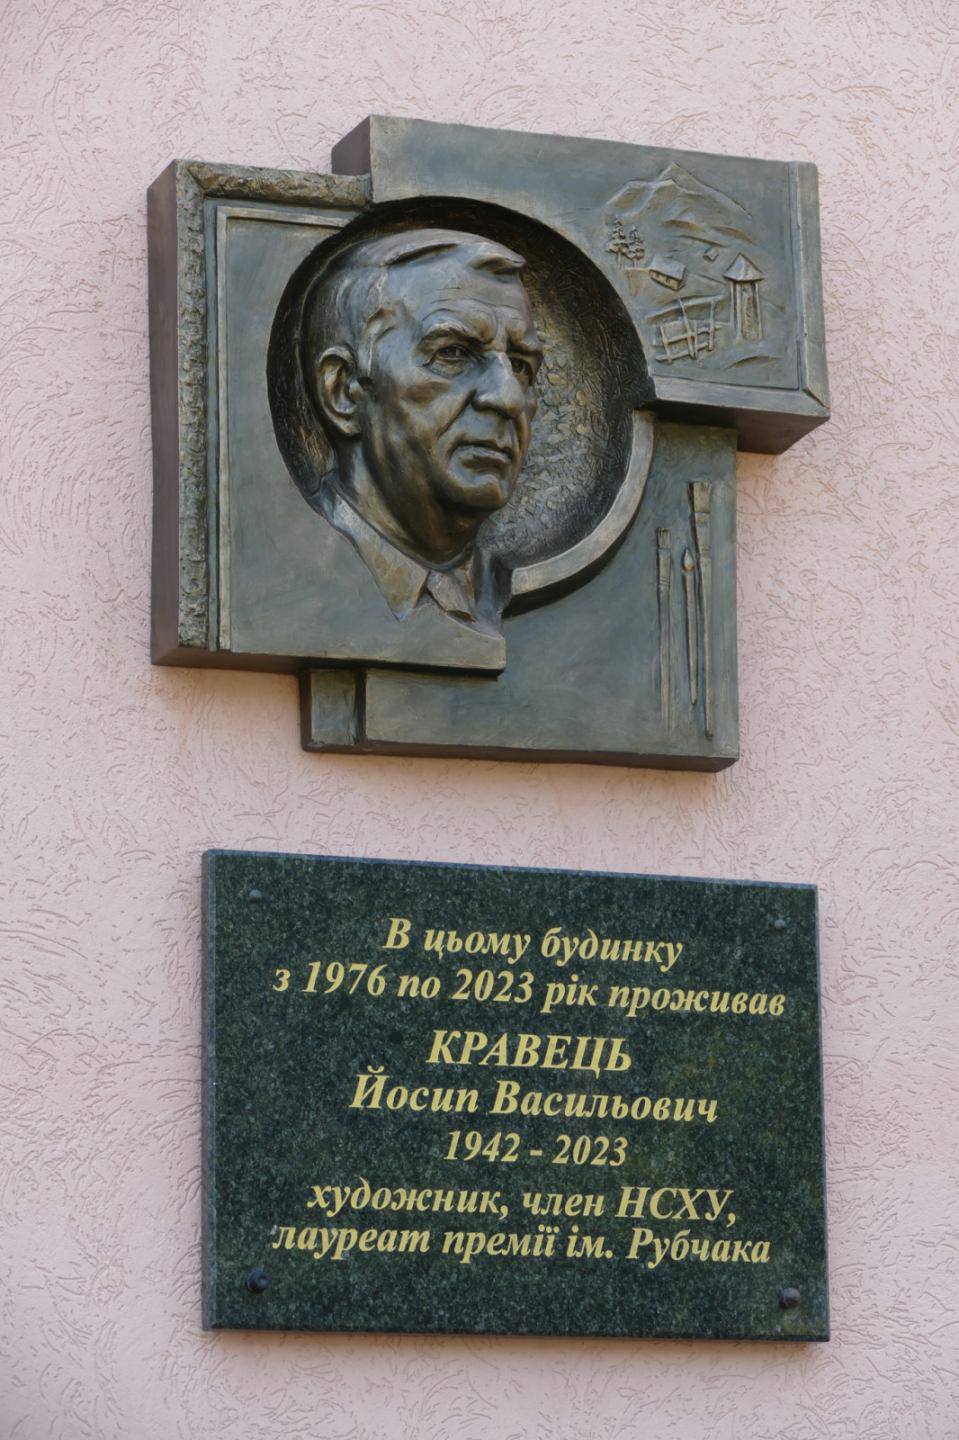 В цьому будинку
з 1976 по 2023 рік проживав
КРАВЕЦЬ
Йосип Васильович
1942 - 2023
художник, член НСХУ,
лауреат премії ім. Рубчака